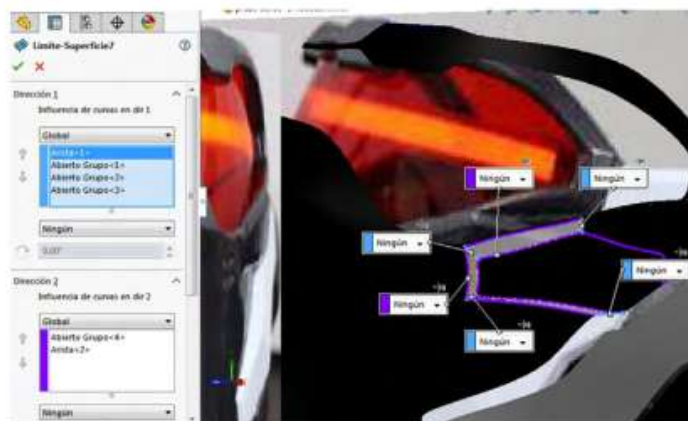 Límite-Superficie7
Dirección 1
Influencia de curvas en dir 1
Global
Arista<1>
Abierto Grupo<1>
Abierto Grupo<2>
Abierto Grupo<3>
Ningún
0.00°
Dirección 2
Influencia de curvas en dir 2
Global
Abierto Grupo<4>
Arista<2>
Ningún
Ningún
Ningún
Ningún
Ningún
Ningún
Ningún